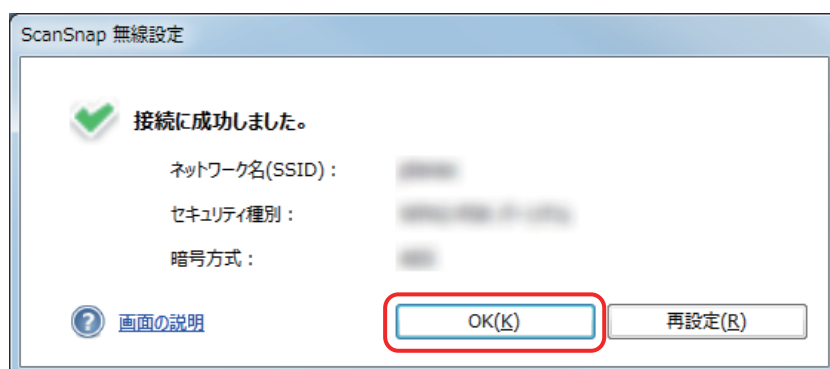 ScanSnap 無線設定
接続に成功しました。
ネットワーク名(SSID)：
セキュリティ種別：
暗号方式：
画面の説明 OK(K) 再設定(R)